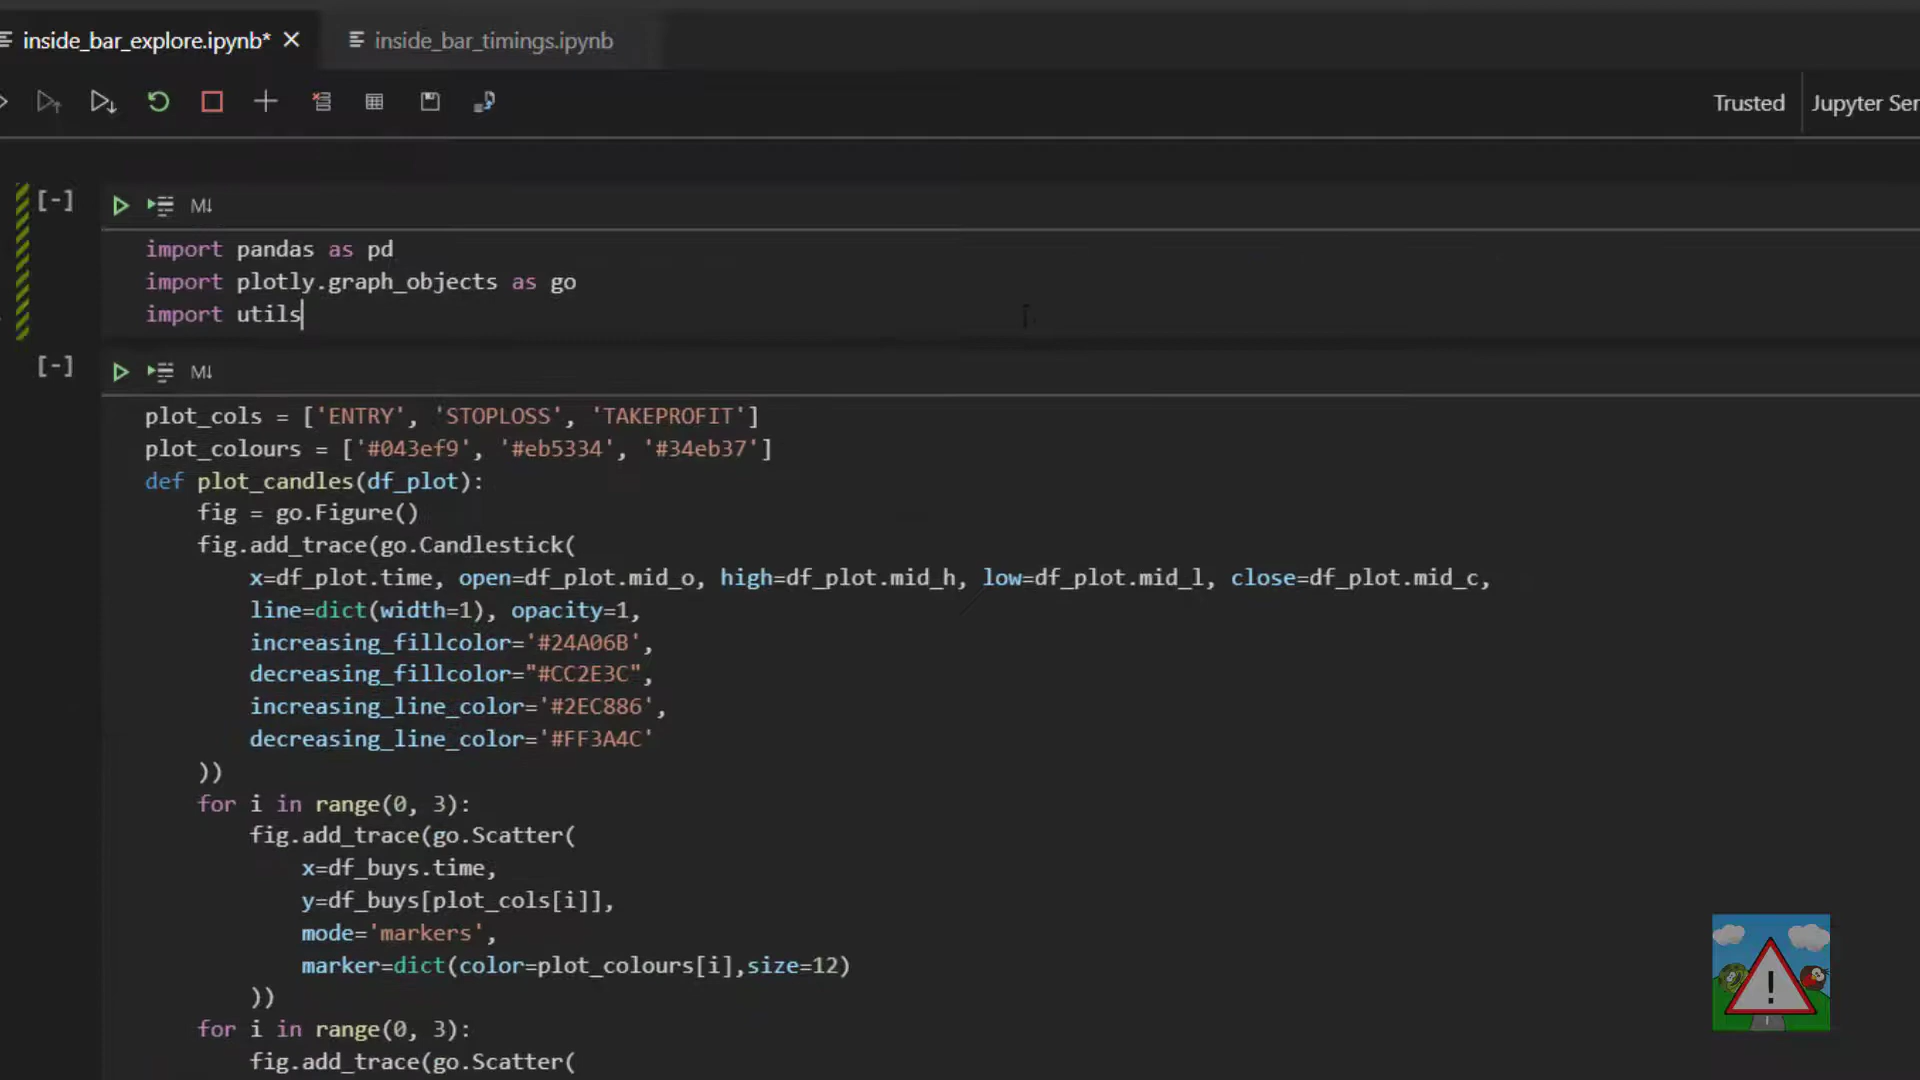 inside_bar_explore.ipynb*
inside_bar_timings.ipynb
Trusted
Jupyter Ser
[-]
M↓
import pandas as pd
import plotly.graph_objects as go
import utils
[-]
M↓
plot_cols = ['ENTRY', 'STOPLOSS', 'TAKEPROFIT']
plot_colours = ['#043ef9', '#eb5334', '#34eb37']
def plot_candles(df_plot):
    fig = go.Figure()
    fig.add_trace(go.Candlestick(
        x=df_plot.time, open=df_plot.mid_o, high=df_plot.mid_h, low=df_plot.mid_l, close=df_plot.mid_c,
        line=dict(width=1), opacity=1,
        increasing_fillcolor='#24A06B',
        decreasing_fillcolor="#CC2E3C",
        increasing_line_color='#2EC886',
        decreasing_line_color='#FF3A4C'
    ))
    for i in range(0, 3):
        fig.add_trace(go.Scatter(
            x=df_buys.time,
            y=df_buys[plot_cols[i]],
            mode='markers',
            marker=dict(color=plot_colours[i],size=12)
        ))
    for i in range(0, 3):
        fig.add_trace(go.Scatter(
!